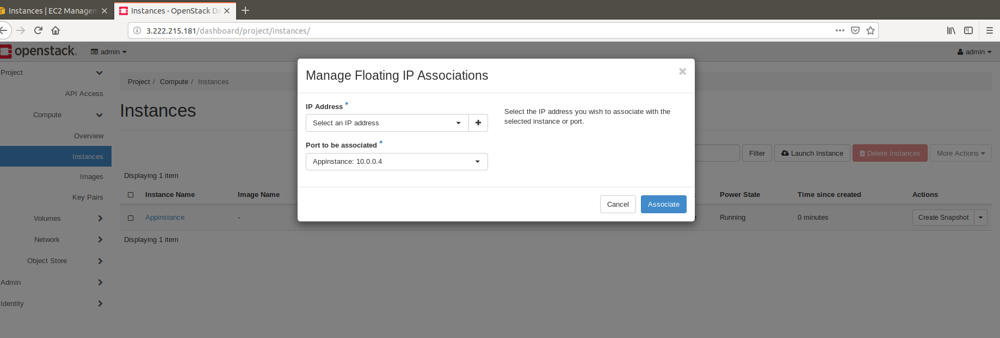 Instances | EC2 Managem
Instances - OpenStack Da
3.222.215.181/dashboard/project/instances/
openstack.
admin
admin
Project
API Access
Compute
Overview
Instances
Images
Key Pairs
Volumes
Network
Object Store
Admin
Identity
Project / Compute / Instances
Instances
Filter
Launch Instance
Delete Instances
More Actions
Displaying 1 item
Instance Name Image Name Power State Time since created Actions
Appinstance - Running 0 minutes Create Snapshot
Displaying 1 item
Manage Floating IP Associations
IP Address *
Select an IP address
Port to be associated *
Appinstance: 10.0.0.4
Select the IP address you wish to associate with the
selected instance or port.
Cancel
Associate